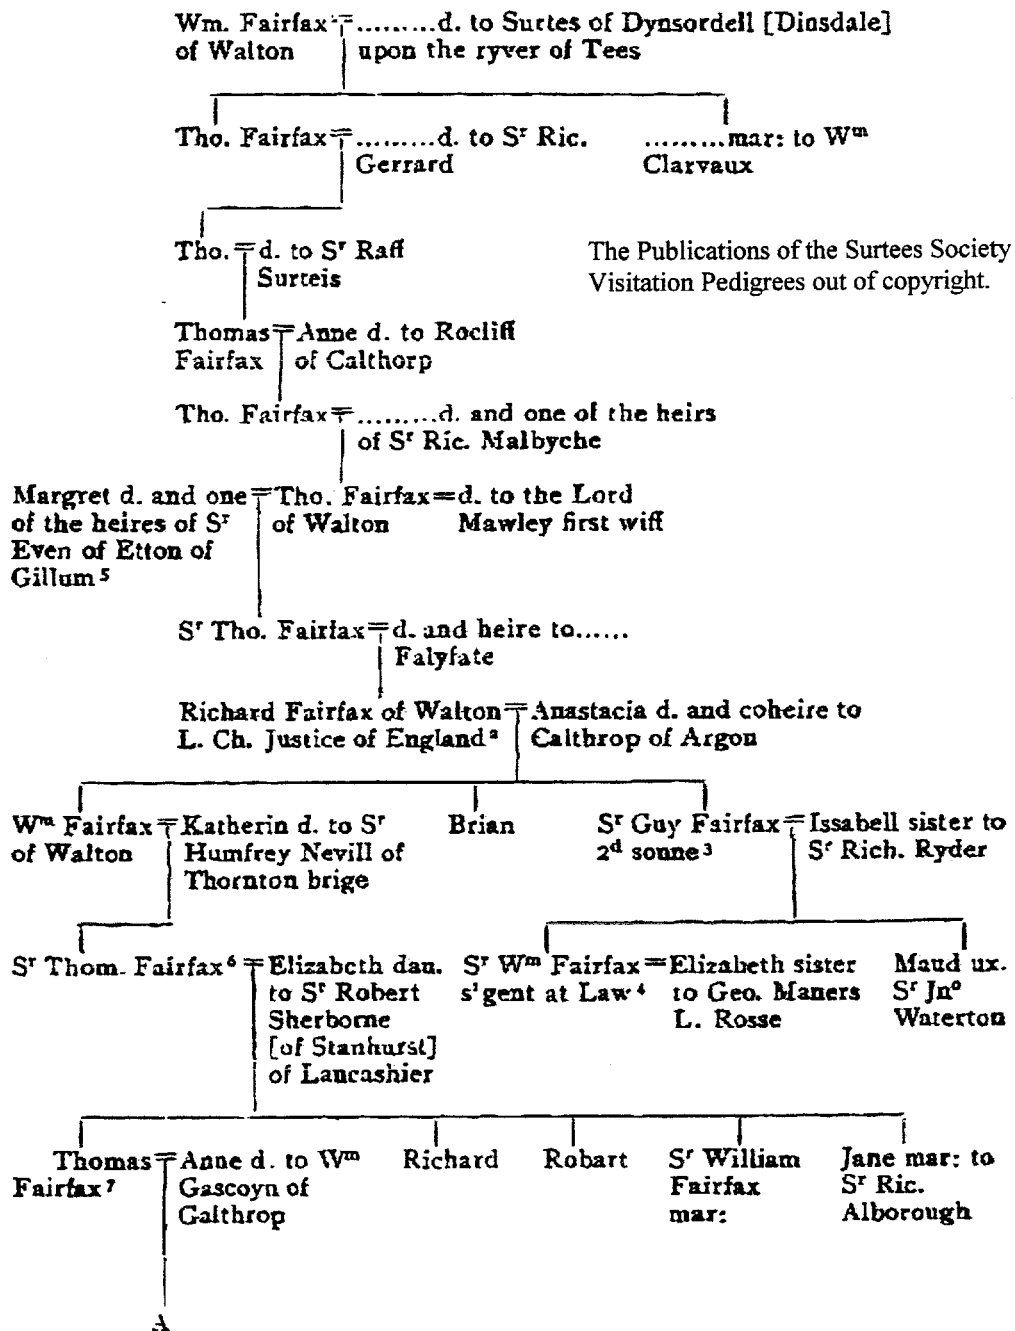 Wm. Fairfax = .........d. to Surtes of Dynsordell [Dinsdale]
of Walton upon the ryver of Tees
Tho. Fairfax = .........d. to Sʳ Ric.
Gerrard
.........mar: to Wᵐ
Clarvaux
Tho. = d. to Sʳ Raff
Surteis
The Publications of the Surtees Society
Visitation Pedigrees out of copyright.
Thomas = Anne d. to Rocliff
Fairfax of Calthorp
Tho. Fairfax = .........d. and one of the heirs
of Sʳ Ric. Malbyche
Margret d. and one
of the heires of Sʳ
Even of Etton of
Gillum ⁵
= Tho. Fairfax = d. to the Lord
of Walton Mawley first wiff
Sʳ Tho. Fairfax = d. and heire to......
Falyfate
Richard Fairfax of Walton = Anastacia d. and coheire to
L. Ch. Justice of England ² Calthrop of Argon
Wᵐ Fairfax
of Walton
= Katherin d. to Sʳ
Humfrey Nevill of
Thornton brige
Brian
Sʳ Guy Fairfax = Issabell sister to
2ᵈ sonne ³ Sʳ Rich. Ryder
Sʳ Thom. Fairfax ⁶ = Elizabeth dan.
to Sʳ Robert
Sherborne
[of Stanhurst]
of Lancashier
Sʳ Wᵐ Fairfax
s'gent at Law ⁴
= Elizabeth sister
to Geo. Maners
L. Rosse
Maud ux.
Sʳ Jnᵒ
Waterton
Thomas
Fairfax ⁷
= Anne d. to Wᵐ
Gascoyn of
Galthrop
Richard
Robart
Sʳ William
Fairfax
mar:
Jane mar: to
Sʳ Ric.
Alborough